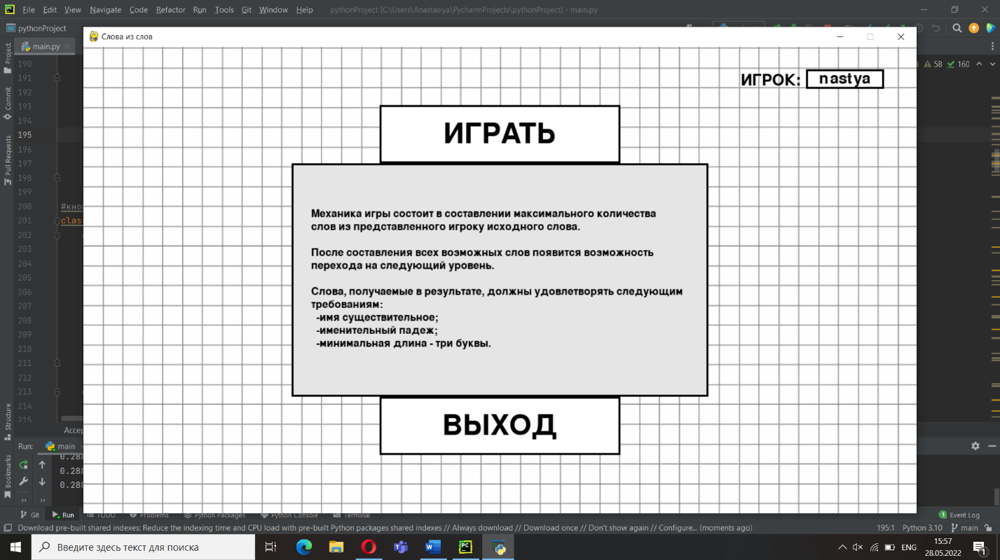 File Edit View Navigate Code Refactor Run Tools Git Window Help pythonProject [C:\Users\Anastasiya\PycharmProjects\pythonProject] - main.py
pythonProject
Слова из слов
main.py
58 160
Project
Commit
Pull Requests
Structure
Bookmarks
190
191
192
193
194
195
196
197
198
199
200 #кно
201 clas
202
203
204
205
206
207
208
209
210
211
212
213
214
215
ИГРОК: nastya
ИГРАТЬ
Механика игры состоит в составлении максимального количества
слов из представленного игроку исходного слова.
После составления всех возможных слов появится возможность
перехода на следующий уровень.
Слова, получаемые в результате, должны удовлетворять следующим
требованиям:
-имя существительное;
-именительный падеж;
-минимальная длина - три буквы.
ВЫХОД
Accep
Run: main
0.288
0.288
0.288
Git Run TODO Problems Python Packages Python Console Terminal Event Log
Download pre-built shared indexes: Reduce the indexing time and CPU load with pre-built Python packages shared indexes // Always download // Download once // Don't show again // Configure... (moments ago) 195:1 Python 3.10 main
Введите здесь текст для поиска
ENG
15:57
28.05.2022
1